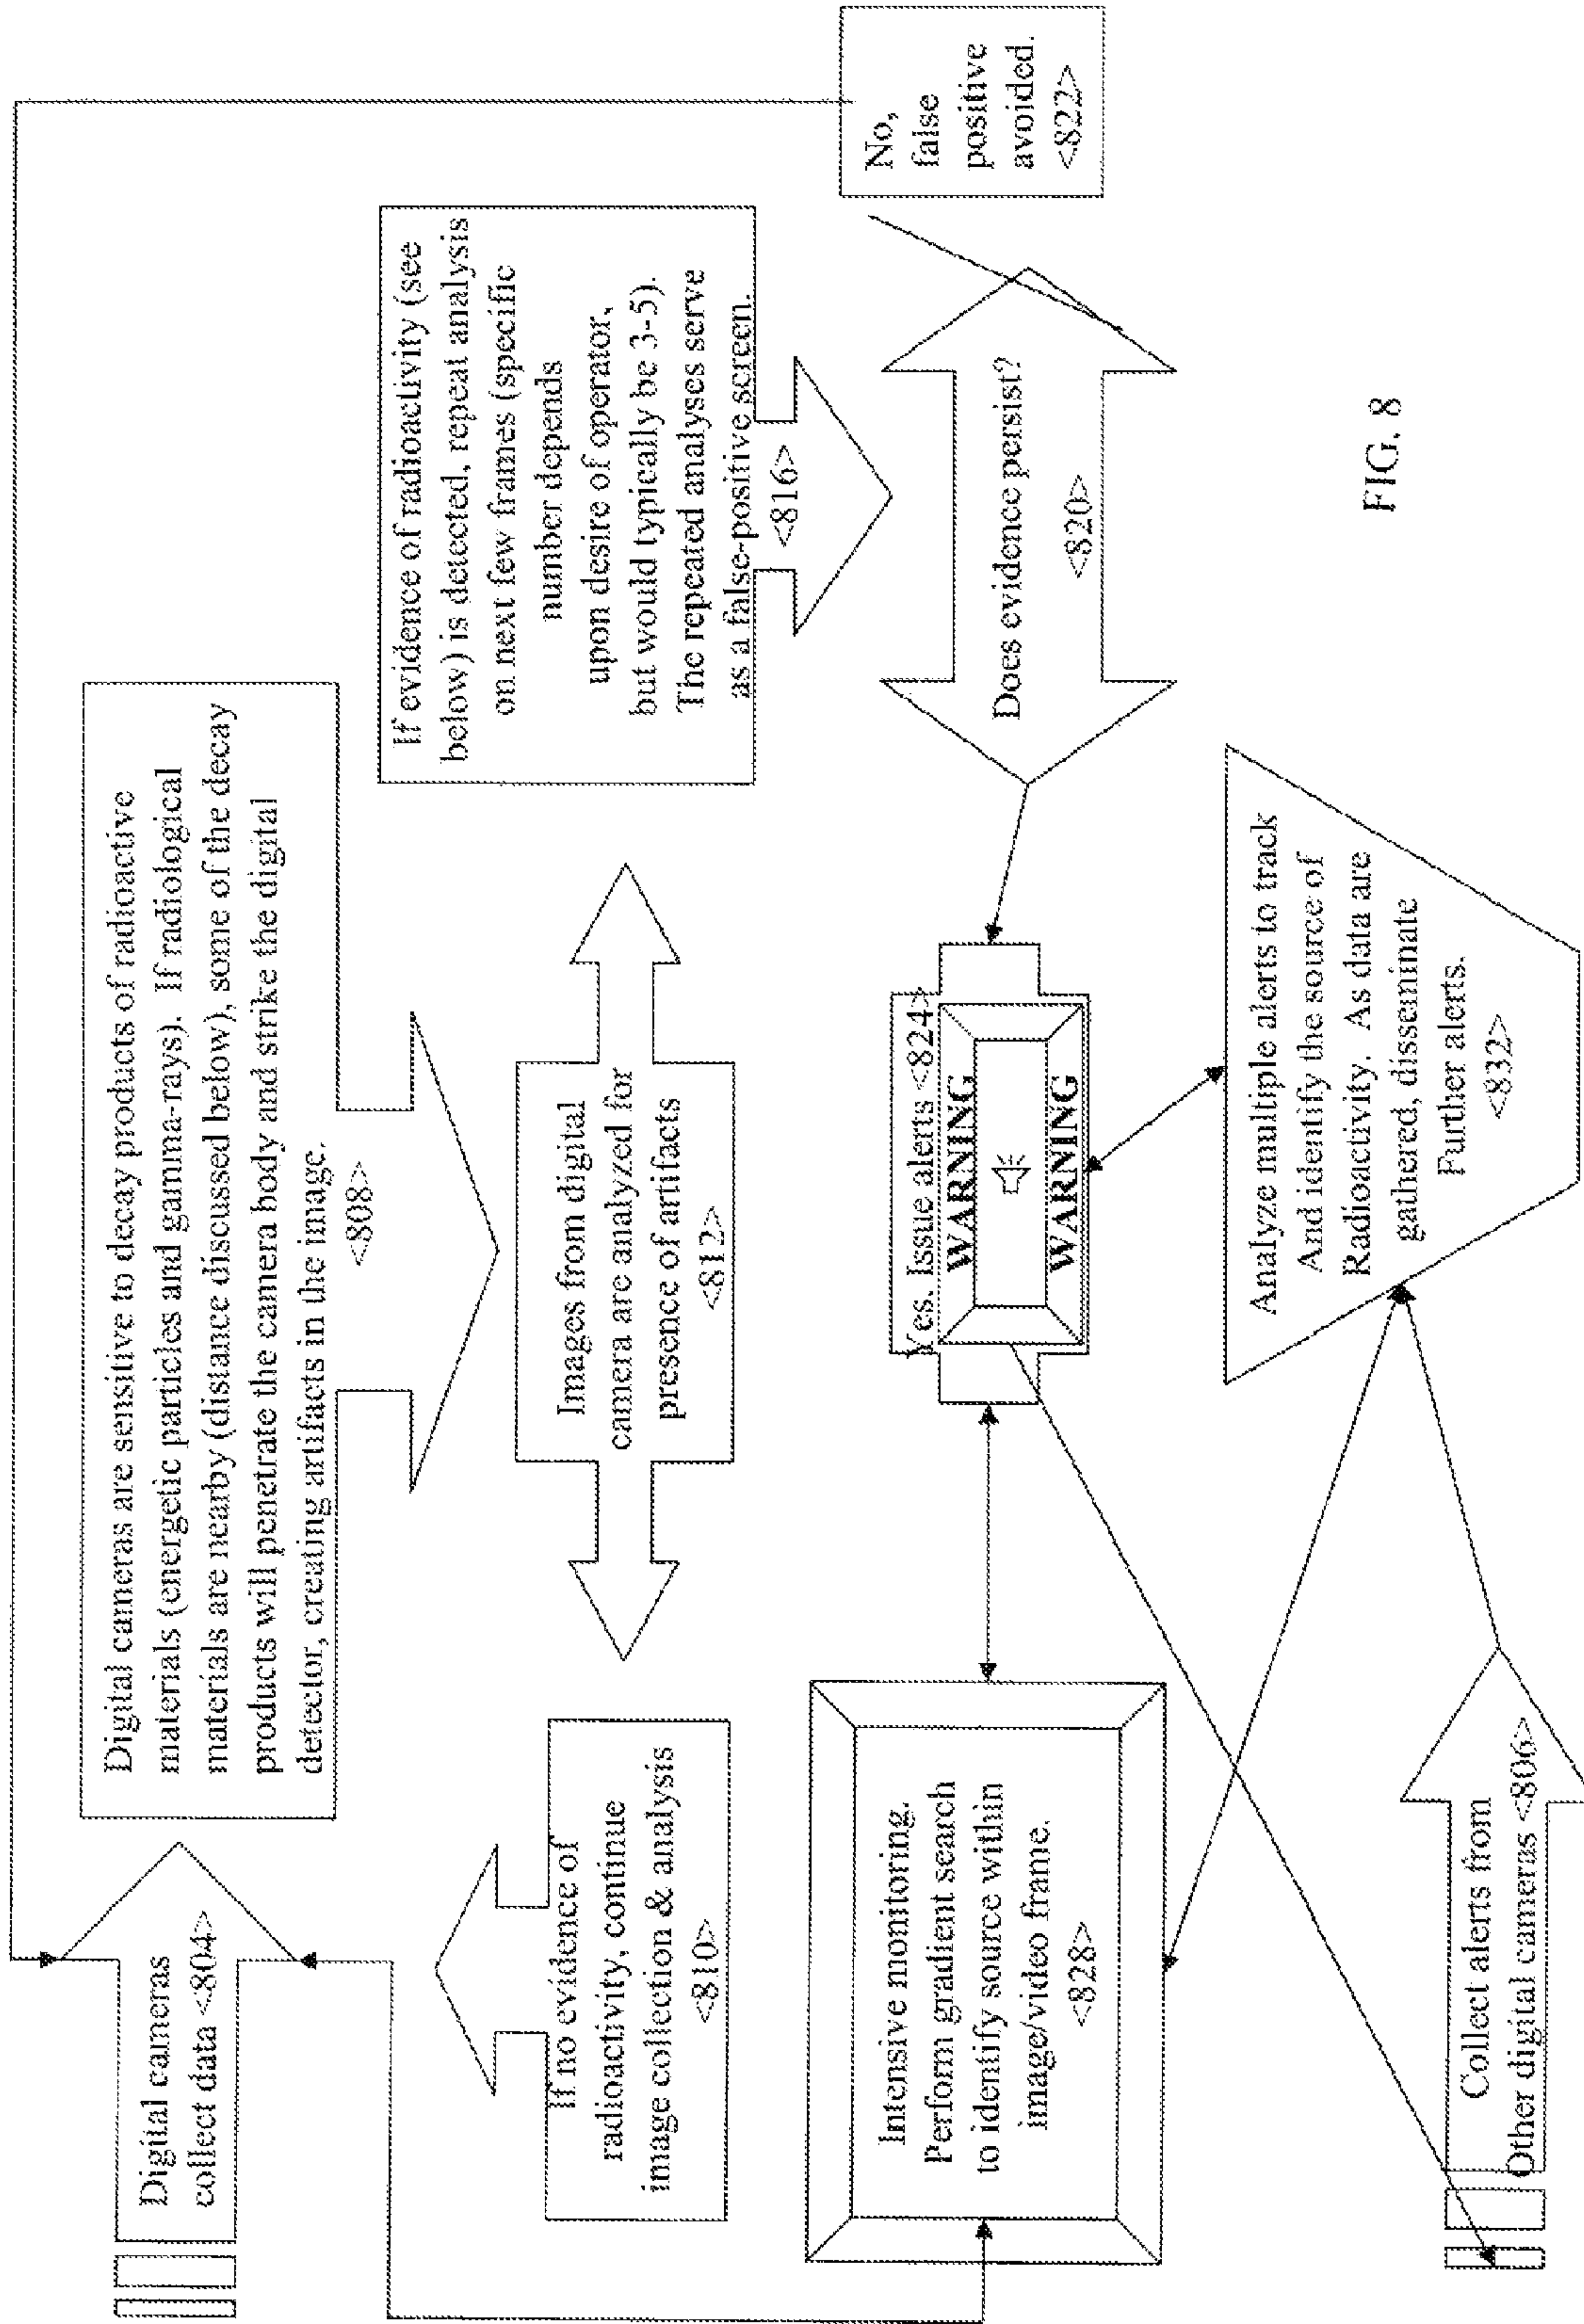 Digital cameras
collect data <804>
Digital cameras are sensitive to decay products of radioactive
materials (energetic particles and gamma-rays). If radiological
materials are nearby (distance discussed below), some of the decay
products will penetrate the camera body and strike the digital
detector, creating artifacts in the image.
<808>
If evidence of radioactivity (see
below) is detected, repeat analysis
on next few frames (specific
number depends
upon desire of operator,
but would typically be 3-5).
The repeated analyses serve
as a false-positive screen.
<816>
Images from digital
camera are analyzed for
presence of artifacts
<812>
If no evidence of
radioactivity, continue
image collection & analysis
<810>
No,
false
positive
avoided.
<822>
Does evidence persist?
<820>
Yes. Issue alerts <824>
WARNING
WARNING
Intensive monitoring.
Perform gradient search
to identify source within
image/video frame.
<828>
Analyze multiple alerts to track
And identify the source of
Radioactivity. As data are
gathered, disseminate
Further alerts.
<832>
Collect alerts from
Other digital cameras <806>
FIG. 8